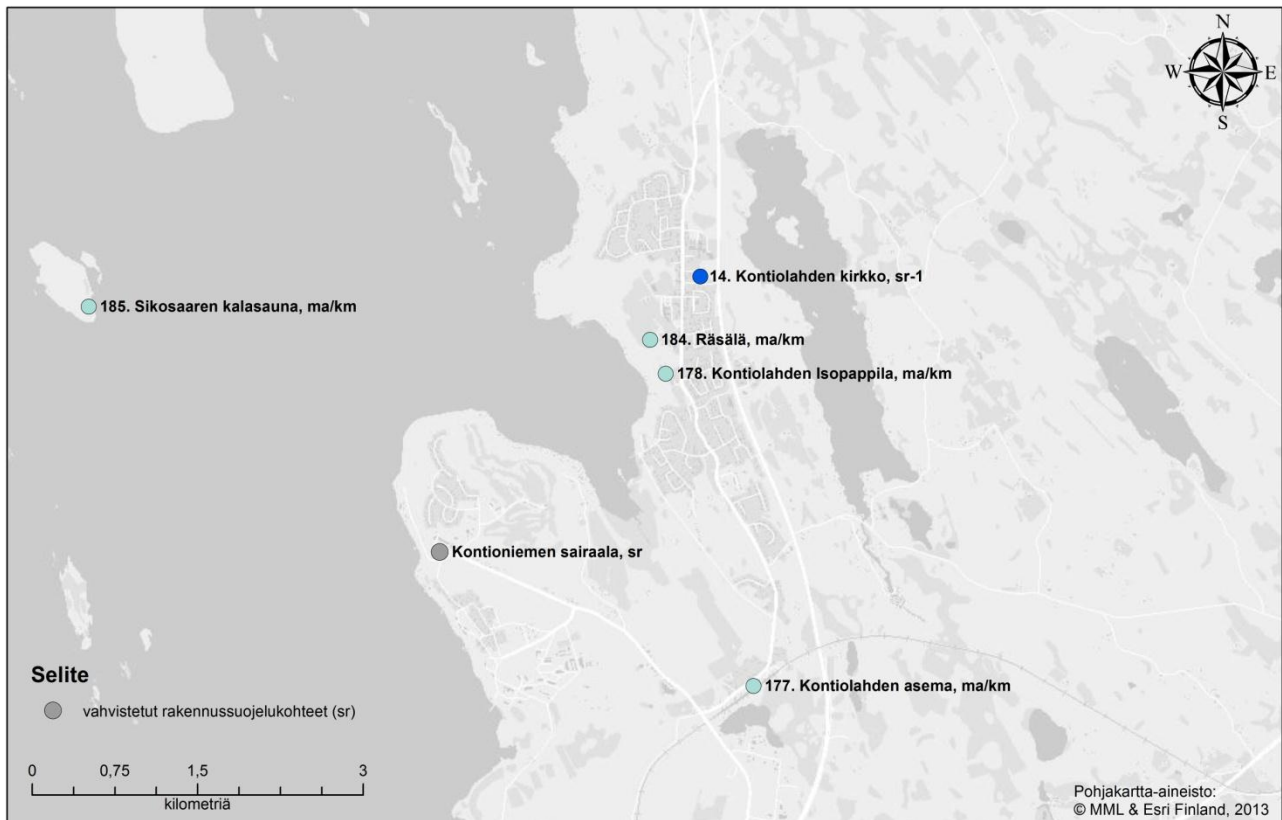 N
W E
S
14. Kontiolahden kirkko, sr-1
185. Sikosaaren kalasauna, ma/km
184. Räsälä, ma/km
178. Kontiolahden Isopappila, ma/km
Kontioniemen sairaala, sr
177. Kontiolahden asema, ma/km
Selite
vahvistetut rakennussuojelukohteet (sr)
0 0,75 1,5 3
kilometriä
Pohjakartta-aineisto:
© MML & Esri Finland, 2013